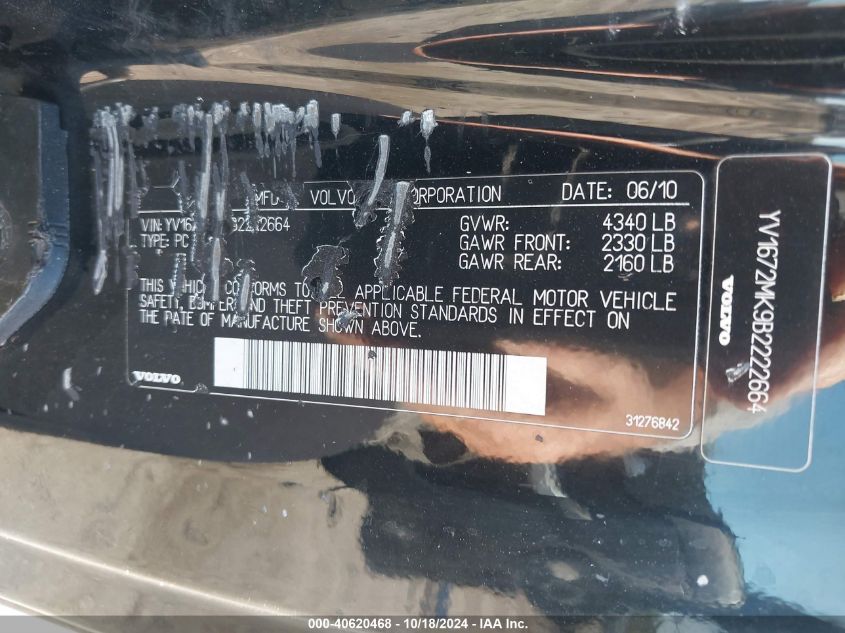 MFD VOLVO CORPORATION DATE: 06/10
VIN: YV16 2664
TYPE: PC
GVWR: 4340 LB
GAWR FRONT: 2330 LB
GAWR REAR: 2160 LB
THIS VEHICLE CONFORMS TO ALL APPLICABLE FEDERAL MOTOR VEHICLE
SAFETY, BUMPER AND THEFT PREVENTION STANDARDS IN EFFECT ON
THE DATE OF MANUFACTURE SHOWN ABOVE.
VOLVO
31276842
YV1672MK9B2222664
VOLVO
000-40620468 - 10/18/2024 - IAA Inc.